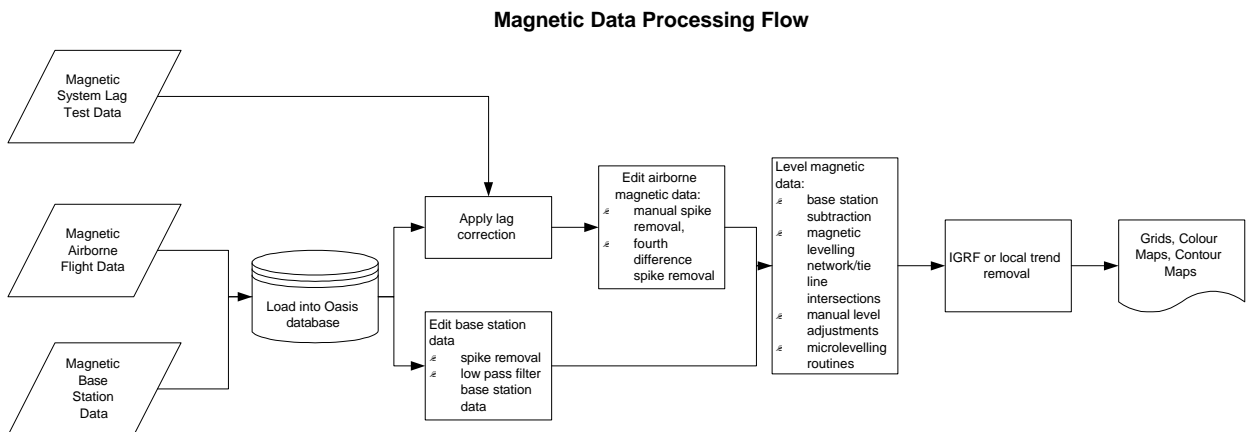 Magnetic Data Processing Flow
Magnetic
System Lag
Test Data
Magnetic
Airborne
Flight Data
Magnetic
Base
Station
Data
Load into Oasis
database
Apply lag
correction
Edit base station
data
spike removal
low pass filter
base station
data
Edit airborne
magnetic data:
manual spike
removal,
fourth
difference
spike removal
Level magnetic
data:
base station
subtraction
magnetic
levelling
network/tie
line
intersections
manual level
adjustments
microlevelling
routines
IGRF or local trend
removal
Grids, Colour
Maps, Contour
Maps